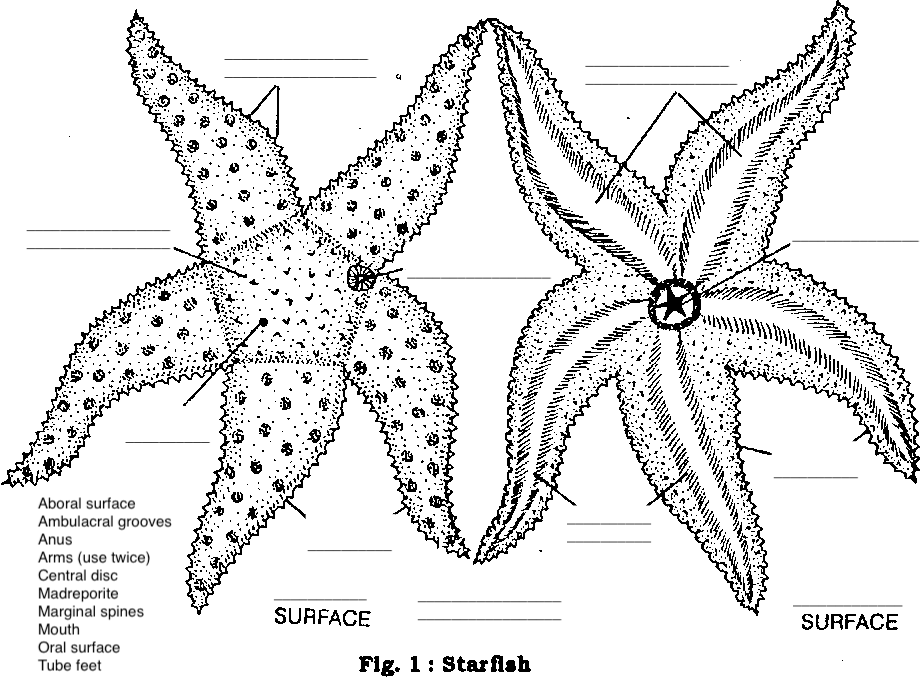 Aboral surface
Ambulacral grooves
Anus
Arms (use twice)
Central disc
Madreporite
Marginal spines
Mouth
Oral surface
Tube feet
SURFACE
SURFACE
Fig. 1 : Starfish